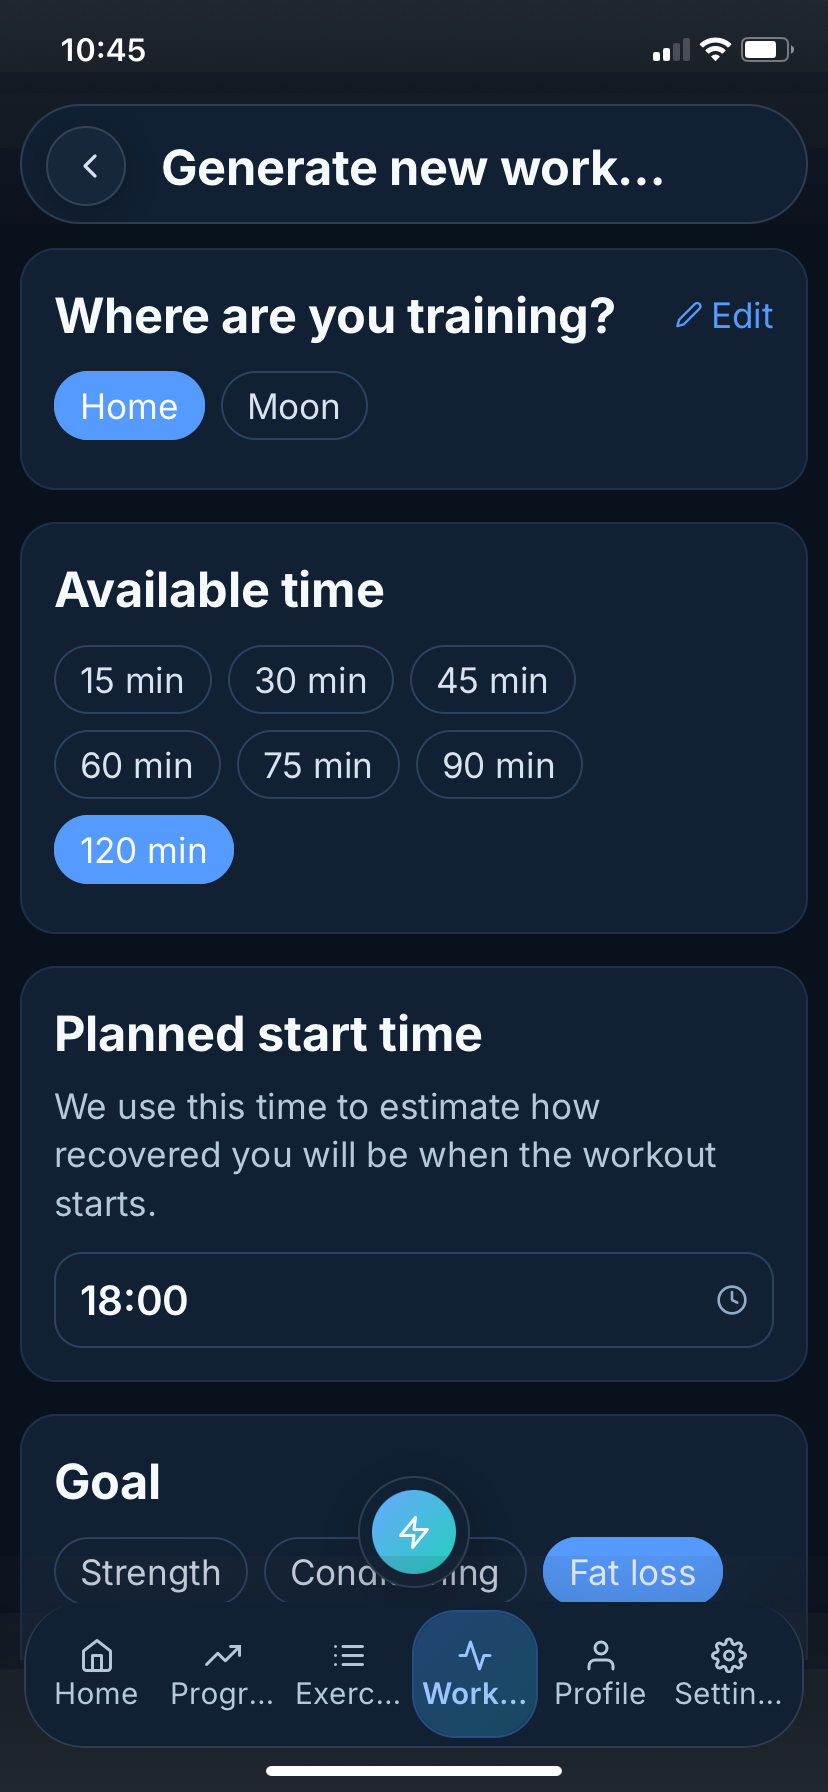 10:45
Generate new work...
Where are you training?
Edit
Home
Moon
Available time
15 min
30 min
45 min
60 min
75 min
90 min
120 min
Planned start time
We use this time to estimate how
recovered you will be when the workout
starts.
18:00
Goal
Strength
Fat loss
Home
Progr...
Exerc...
Work...
Profile
Settin...